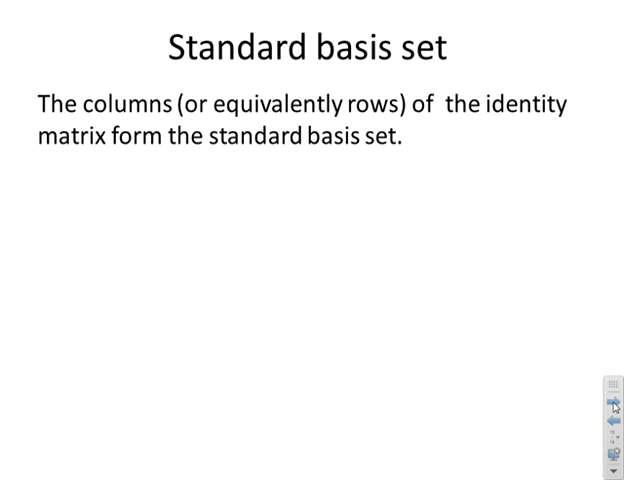 Standard basis set
The columns (or equivalently rows) of the identity
matrix form the standard basis set.